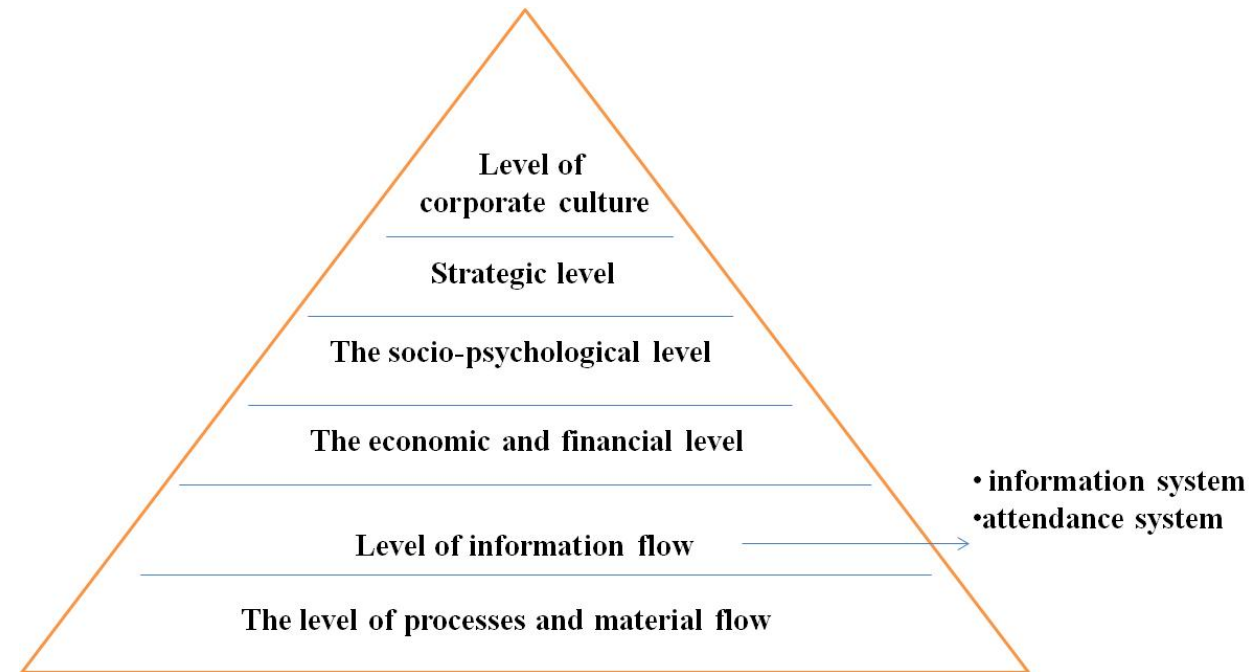 Level of
corporate culture
Strategic level
The socio-psychological level
The economic and financial level
• information system
•attendance system
Level of information flow
The level of processes and material flow